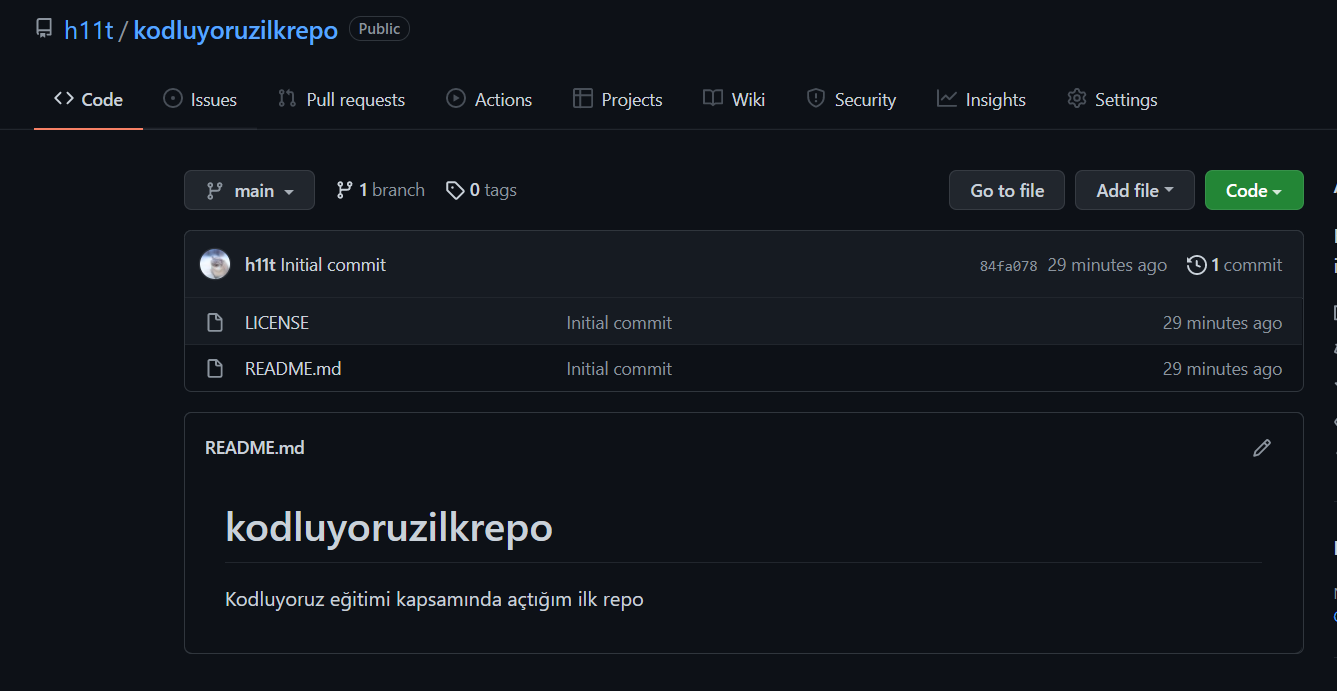 h11t / kodluyoruzilkrepo Public
Code Issues Pull requests Actions Projects Wiki Security Insights Settings
main 1 branch 0 tags Go to file Add file Code
h11t Initial commit 84fa078 29 minutes ago 1 commit
LICENSE Initial commit 29 minutes ago
README.md Initial commit 29 minutes ago
README.md
kodluyoruzilkrepo
Kodluyoruz eğitimi kapsamında açtığım ilk repo